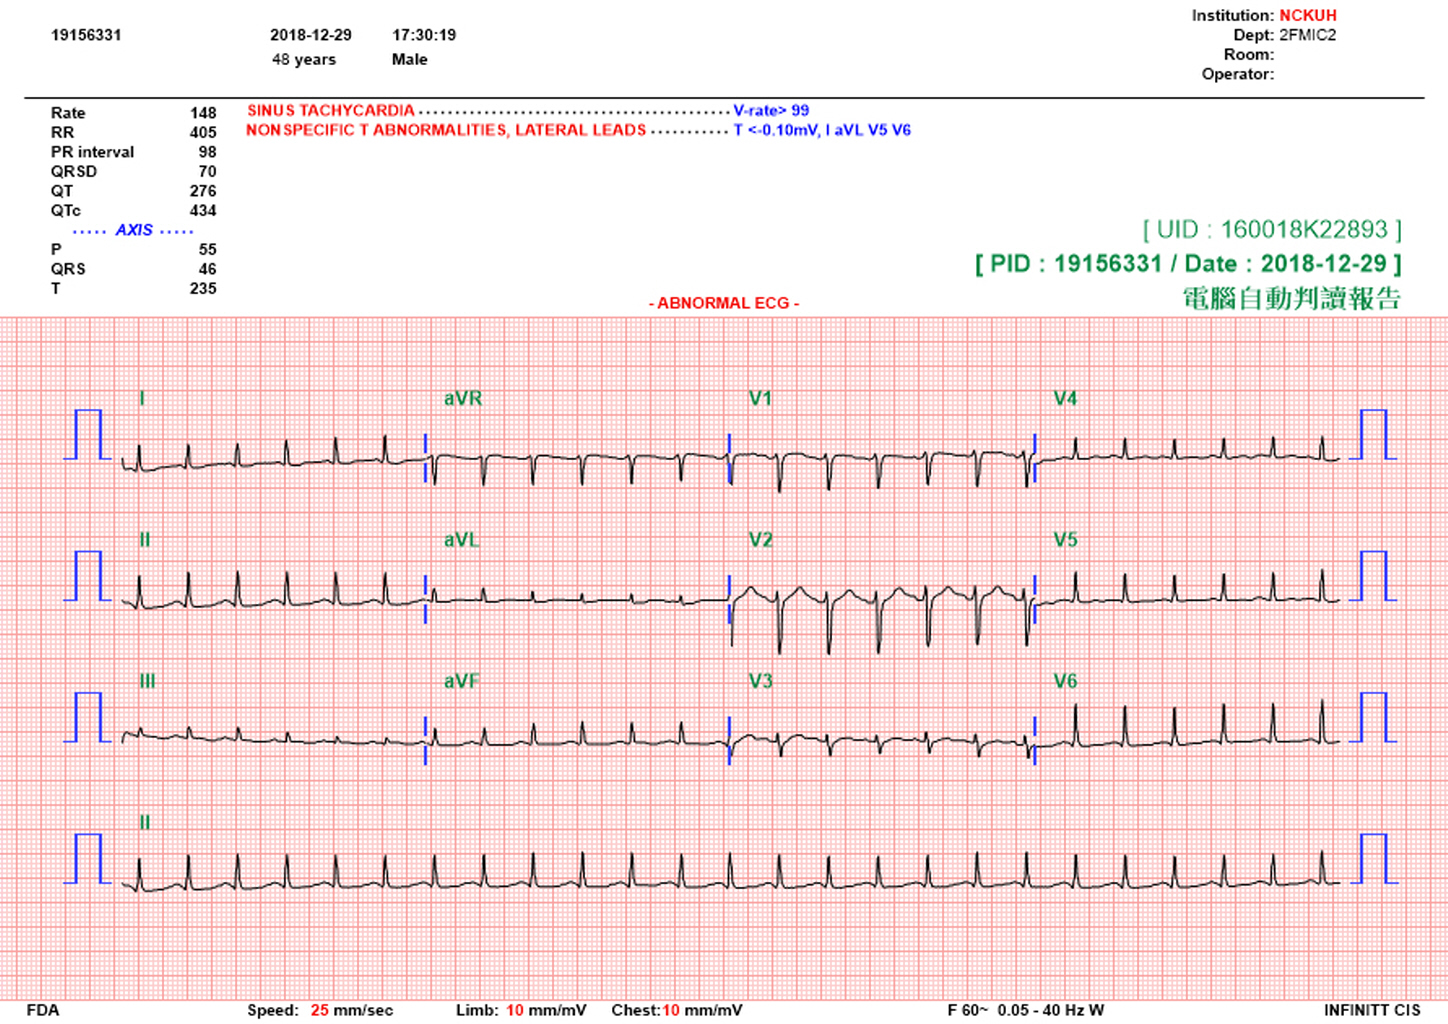 Institution: NCKUH
19156331 2018-12-29 17:30:19 Dept: 2FMIC2
48 years Male Room:
Operator:
Rate 148 SINUS TACHYCARDIA V-rate> 99
RR 405 NONSPECIFIC T ABNORMALITIES, LATERAL LEADS T <-0.10mV, I aVL V5 V6
PR interval 98
QRSD 70
QT 276
QTc 434
AXIS
P 55
QRS 46
T 235
[ UID : 160018K22893 ]
[ PID : 19156331 / Date : 2018-12-29 ]
電腦自動判讀報告
- ABNORMAL ECG -
I aVR V1 V4
II aVL V2 V5
III aVF V3 V6
II
FDA Speed: 25 mm/sec Limb: 10 mm/mV Chest:10 mm/mV F 60~ 0.05 - 40 Hz W INFINITT CIS